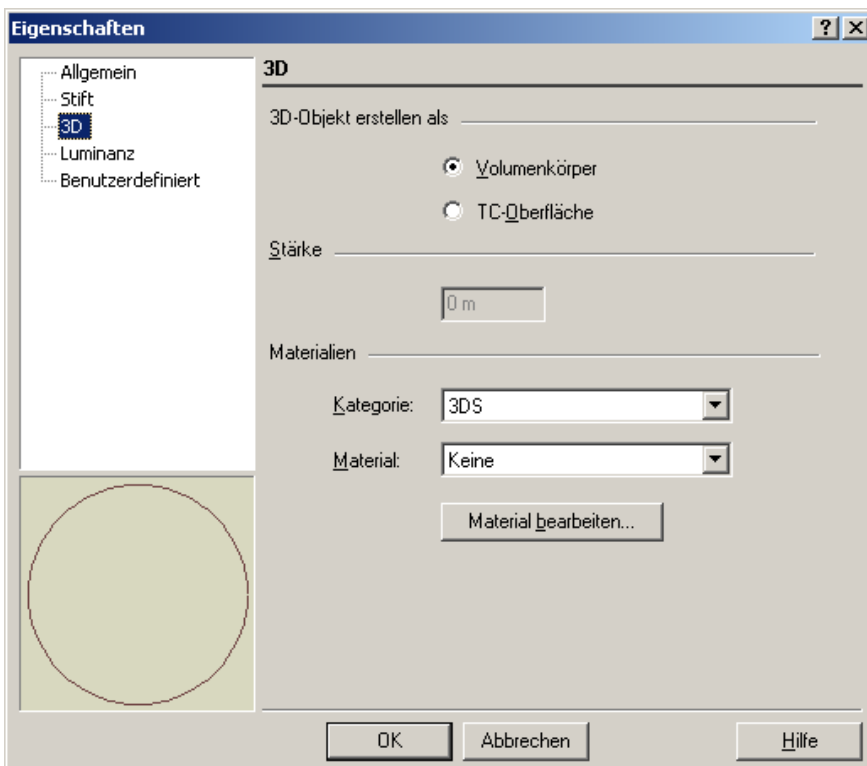 Eigenschaften
Allgemein
Stift
3D
Luminanz
Benutzerdefiniert
3D
3D-Objekt erstellen als
Volumenkörper
TC-Oberfläche
Stärke
0 m
Materialien
Kategorie: 3DS
Material: Keine
Material bearbeiten...
OK Abbrechen Hilfe